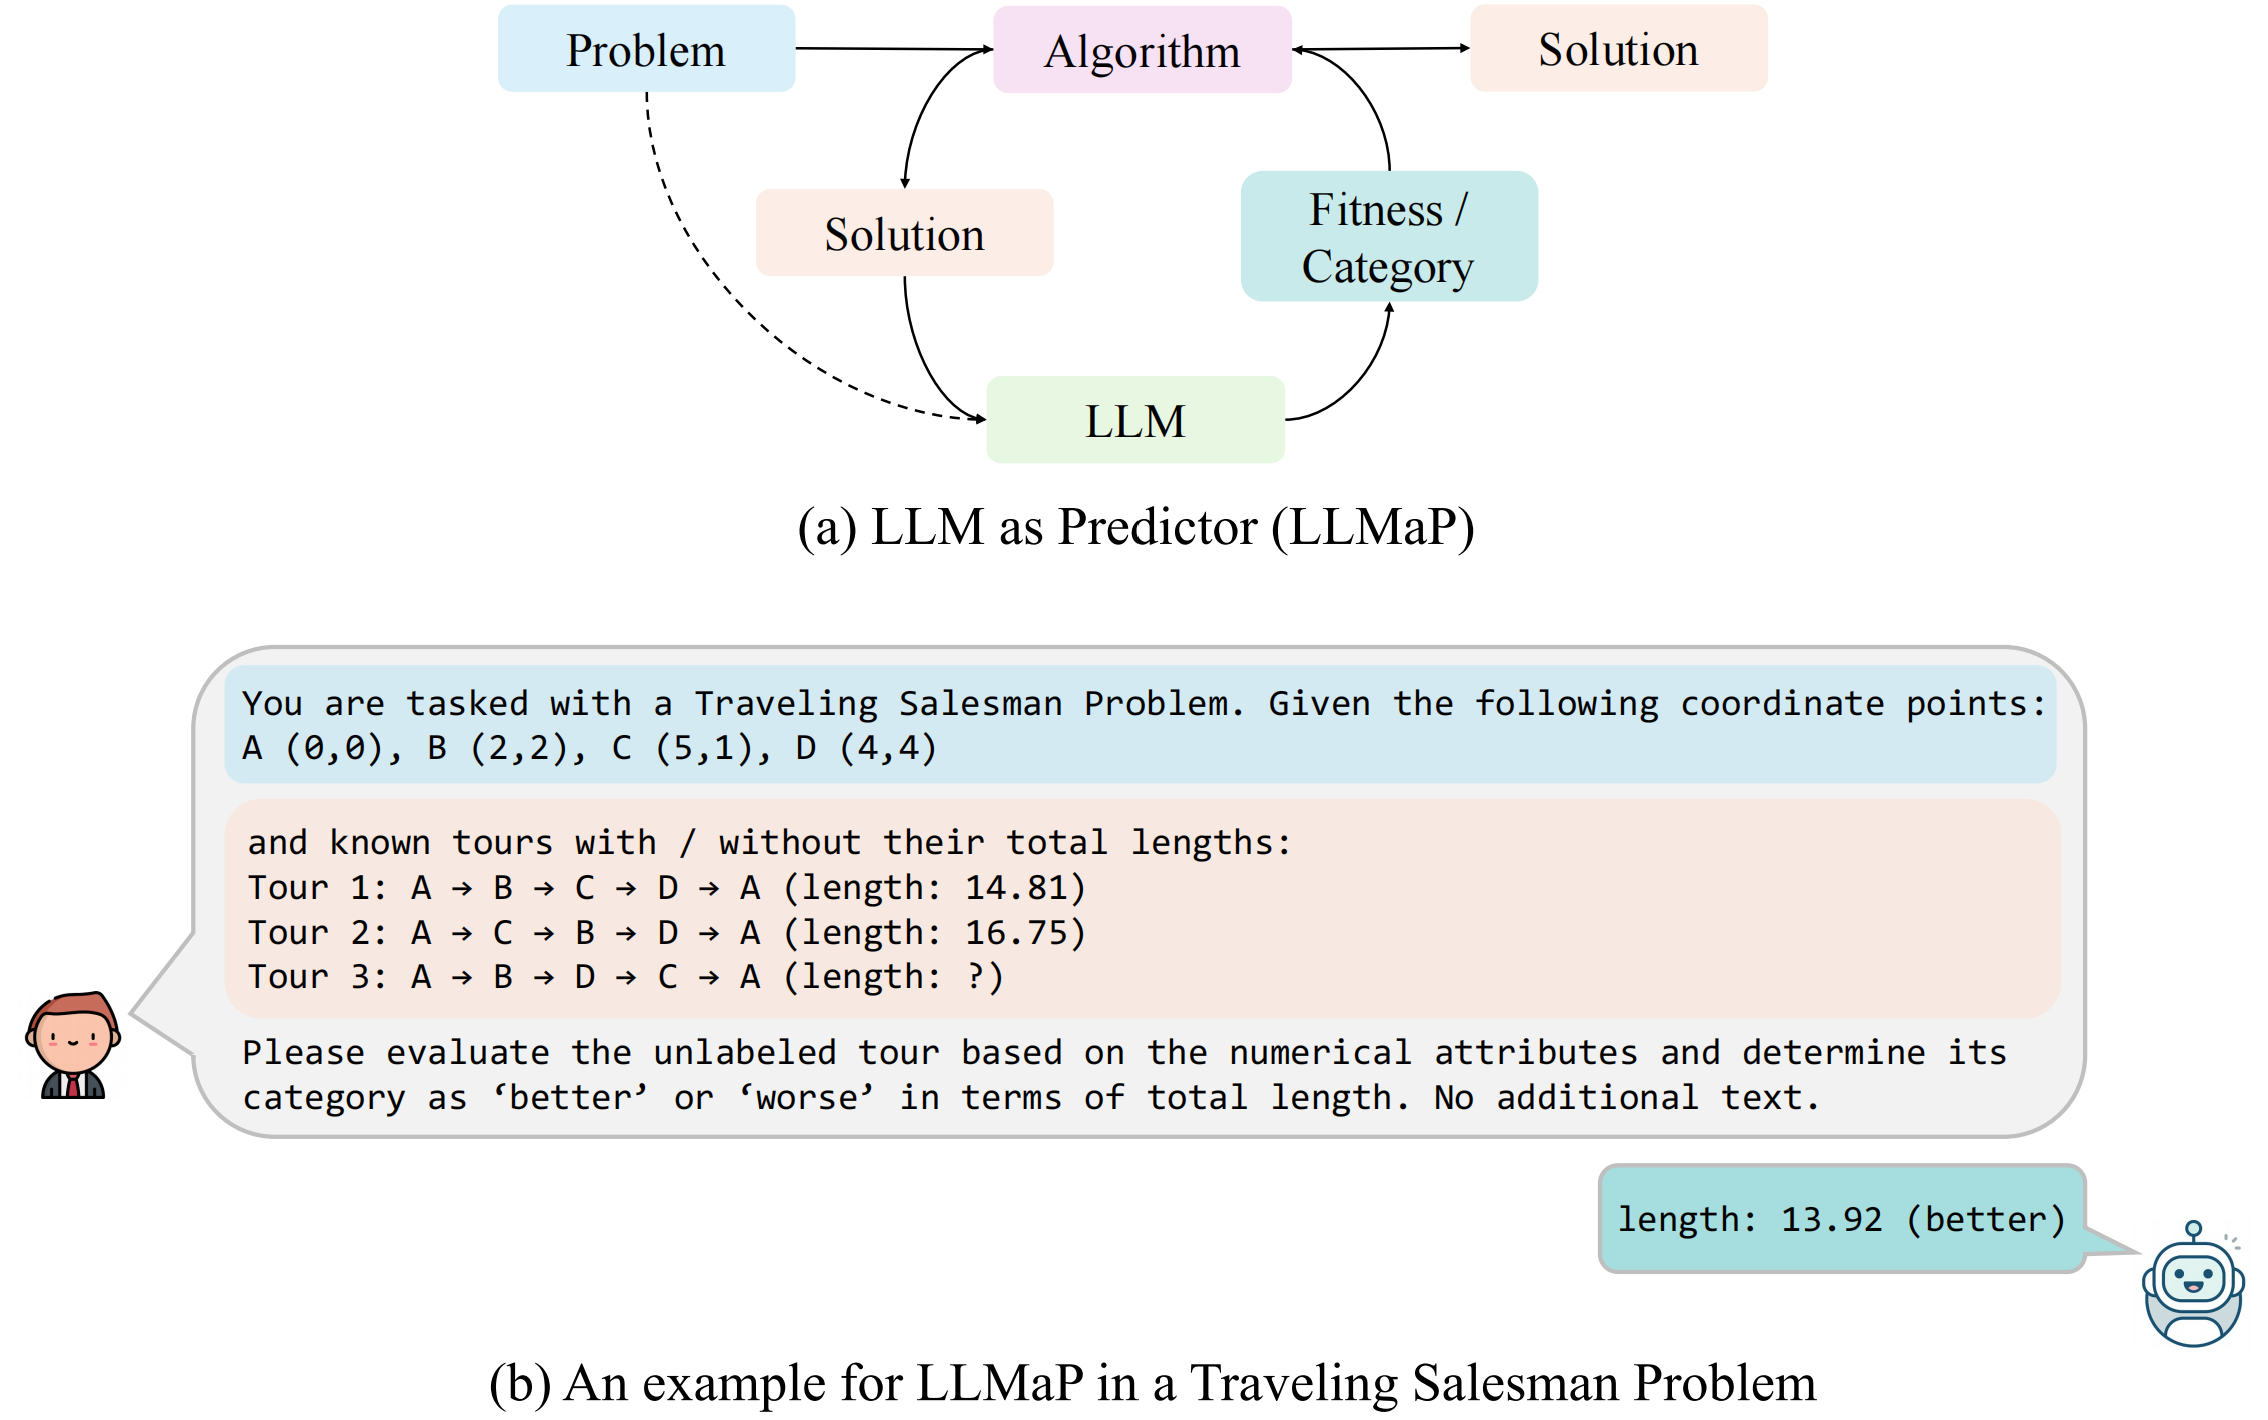 Problem
Algorithm
Solution
Solution
Fitness /
Category
LLM
(a) LLM as Predictor (LLMaP)
You are tasked with a Traveling Salesman Problem. Given the following coordinate points:
A (0,0), B (2,2), C (5,1), D (4,4)
and known tours with / without their total lengths:
Tour 1: A → B → C → D → A (length: 14.81)
Tour 2: A → C → B → D → A (length: 16.75)
Tour 3: A → B → D → C → A (length: ?)
Please evaluate the unlabeled tour based on the numerical attributes and determine its
category as ‘better’ or ‘worse’ in terms of total length. No additional text.
length: 13.92 (better)
(b) An example for LLMaP in a Traveling Salesman Problem